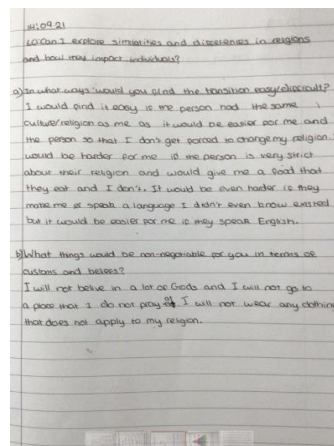 14:09.21
LO: Can I explore similarities and differences in religions
and how they impact individuals?
a) In what ways would you find the transition easy/difficult?
I would find it easy if the person had the same
culture/religion as me as it would be easier for me and
the person so that I don't get forced to change my religion.
would be harder for me if the person is very strict
about their religion and would give me a food that
they eat and I don't. It would be even harder if they
make me speak a language I didn't even know existed
but it would be easier for me if they speak English.
b) What things would be non-negotiable for you in terms of
customs and beliefs?
I will not belive in a lot of Gods and I will not go to
a place that I do not pray at I will not wear any clothing
that does not apply to my religion.